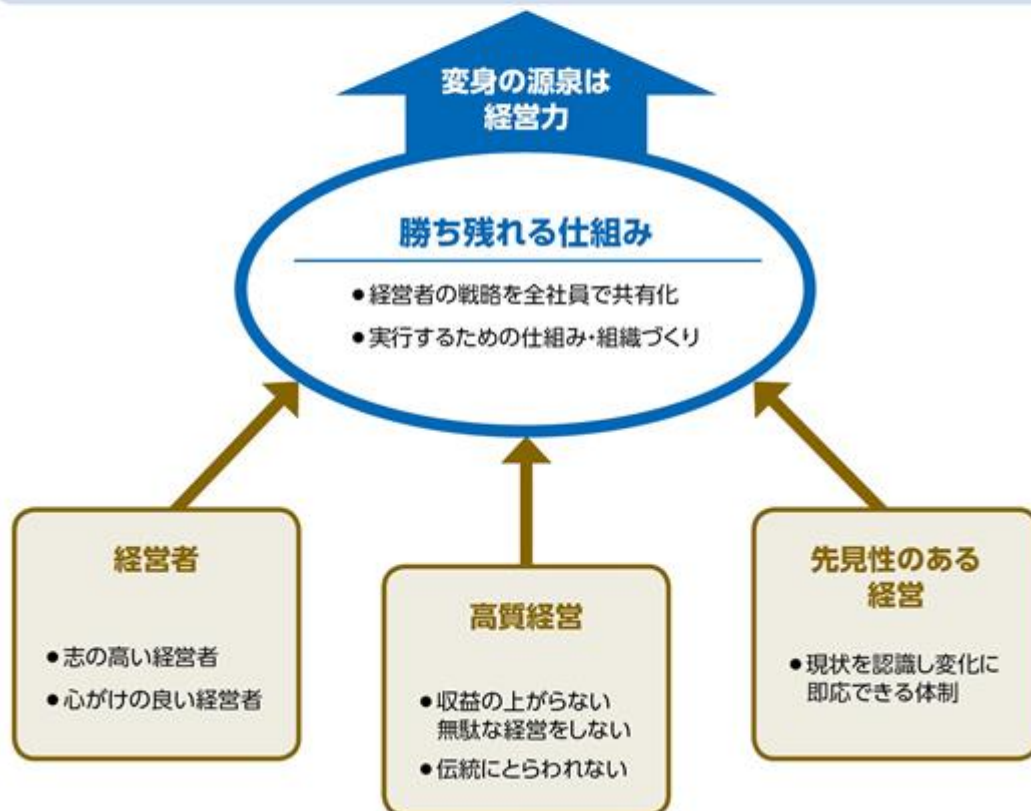 変身の源泉は
経営力
勝ち残れる仕組み
●経営者の戦略を全社員で共有化
●実行するための仕組み・組織づくり
経営者
●志の高い経営者
●心がけの良い経営者
高質経営
●収益の上がらない
無駄な経営をしない
●伝統にとらわれない
先見性のある
経営
●現状を認識し変化に
即応できる体制